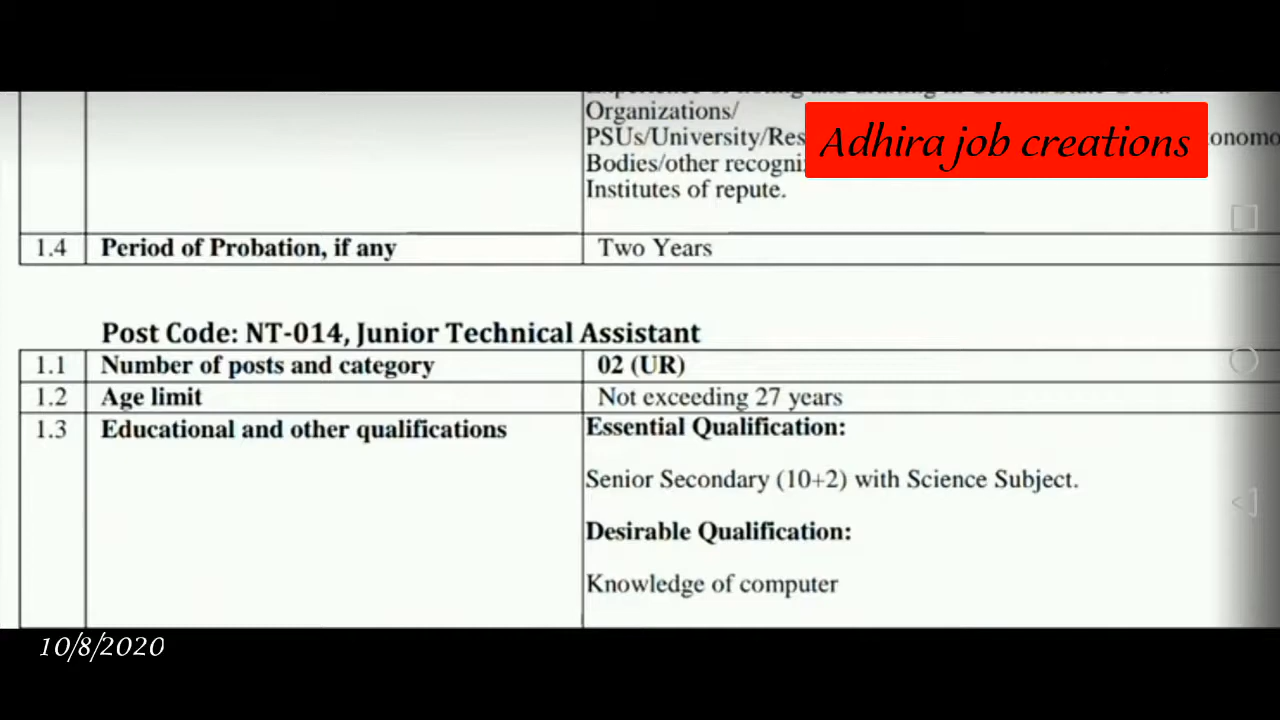 Organizations/
PSUs/University/Res
Bodies/other recogni
Institutes of repute.
Adhira job creations
1.4 Period of Probation, if any Two Years
Post Code: NT-014, Junior Technical Assistant
1.1 Number of posts and category 02 (UR)
1.2 Age limit Not exceeding 27 years
1.3 Educational and other qualifications Essential Qualification:
Senior Secondary (10+2) with Science Subject.
Desirable Qualification:
Knowledge of computer
10/8/2020